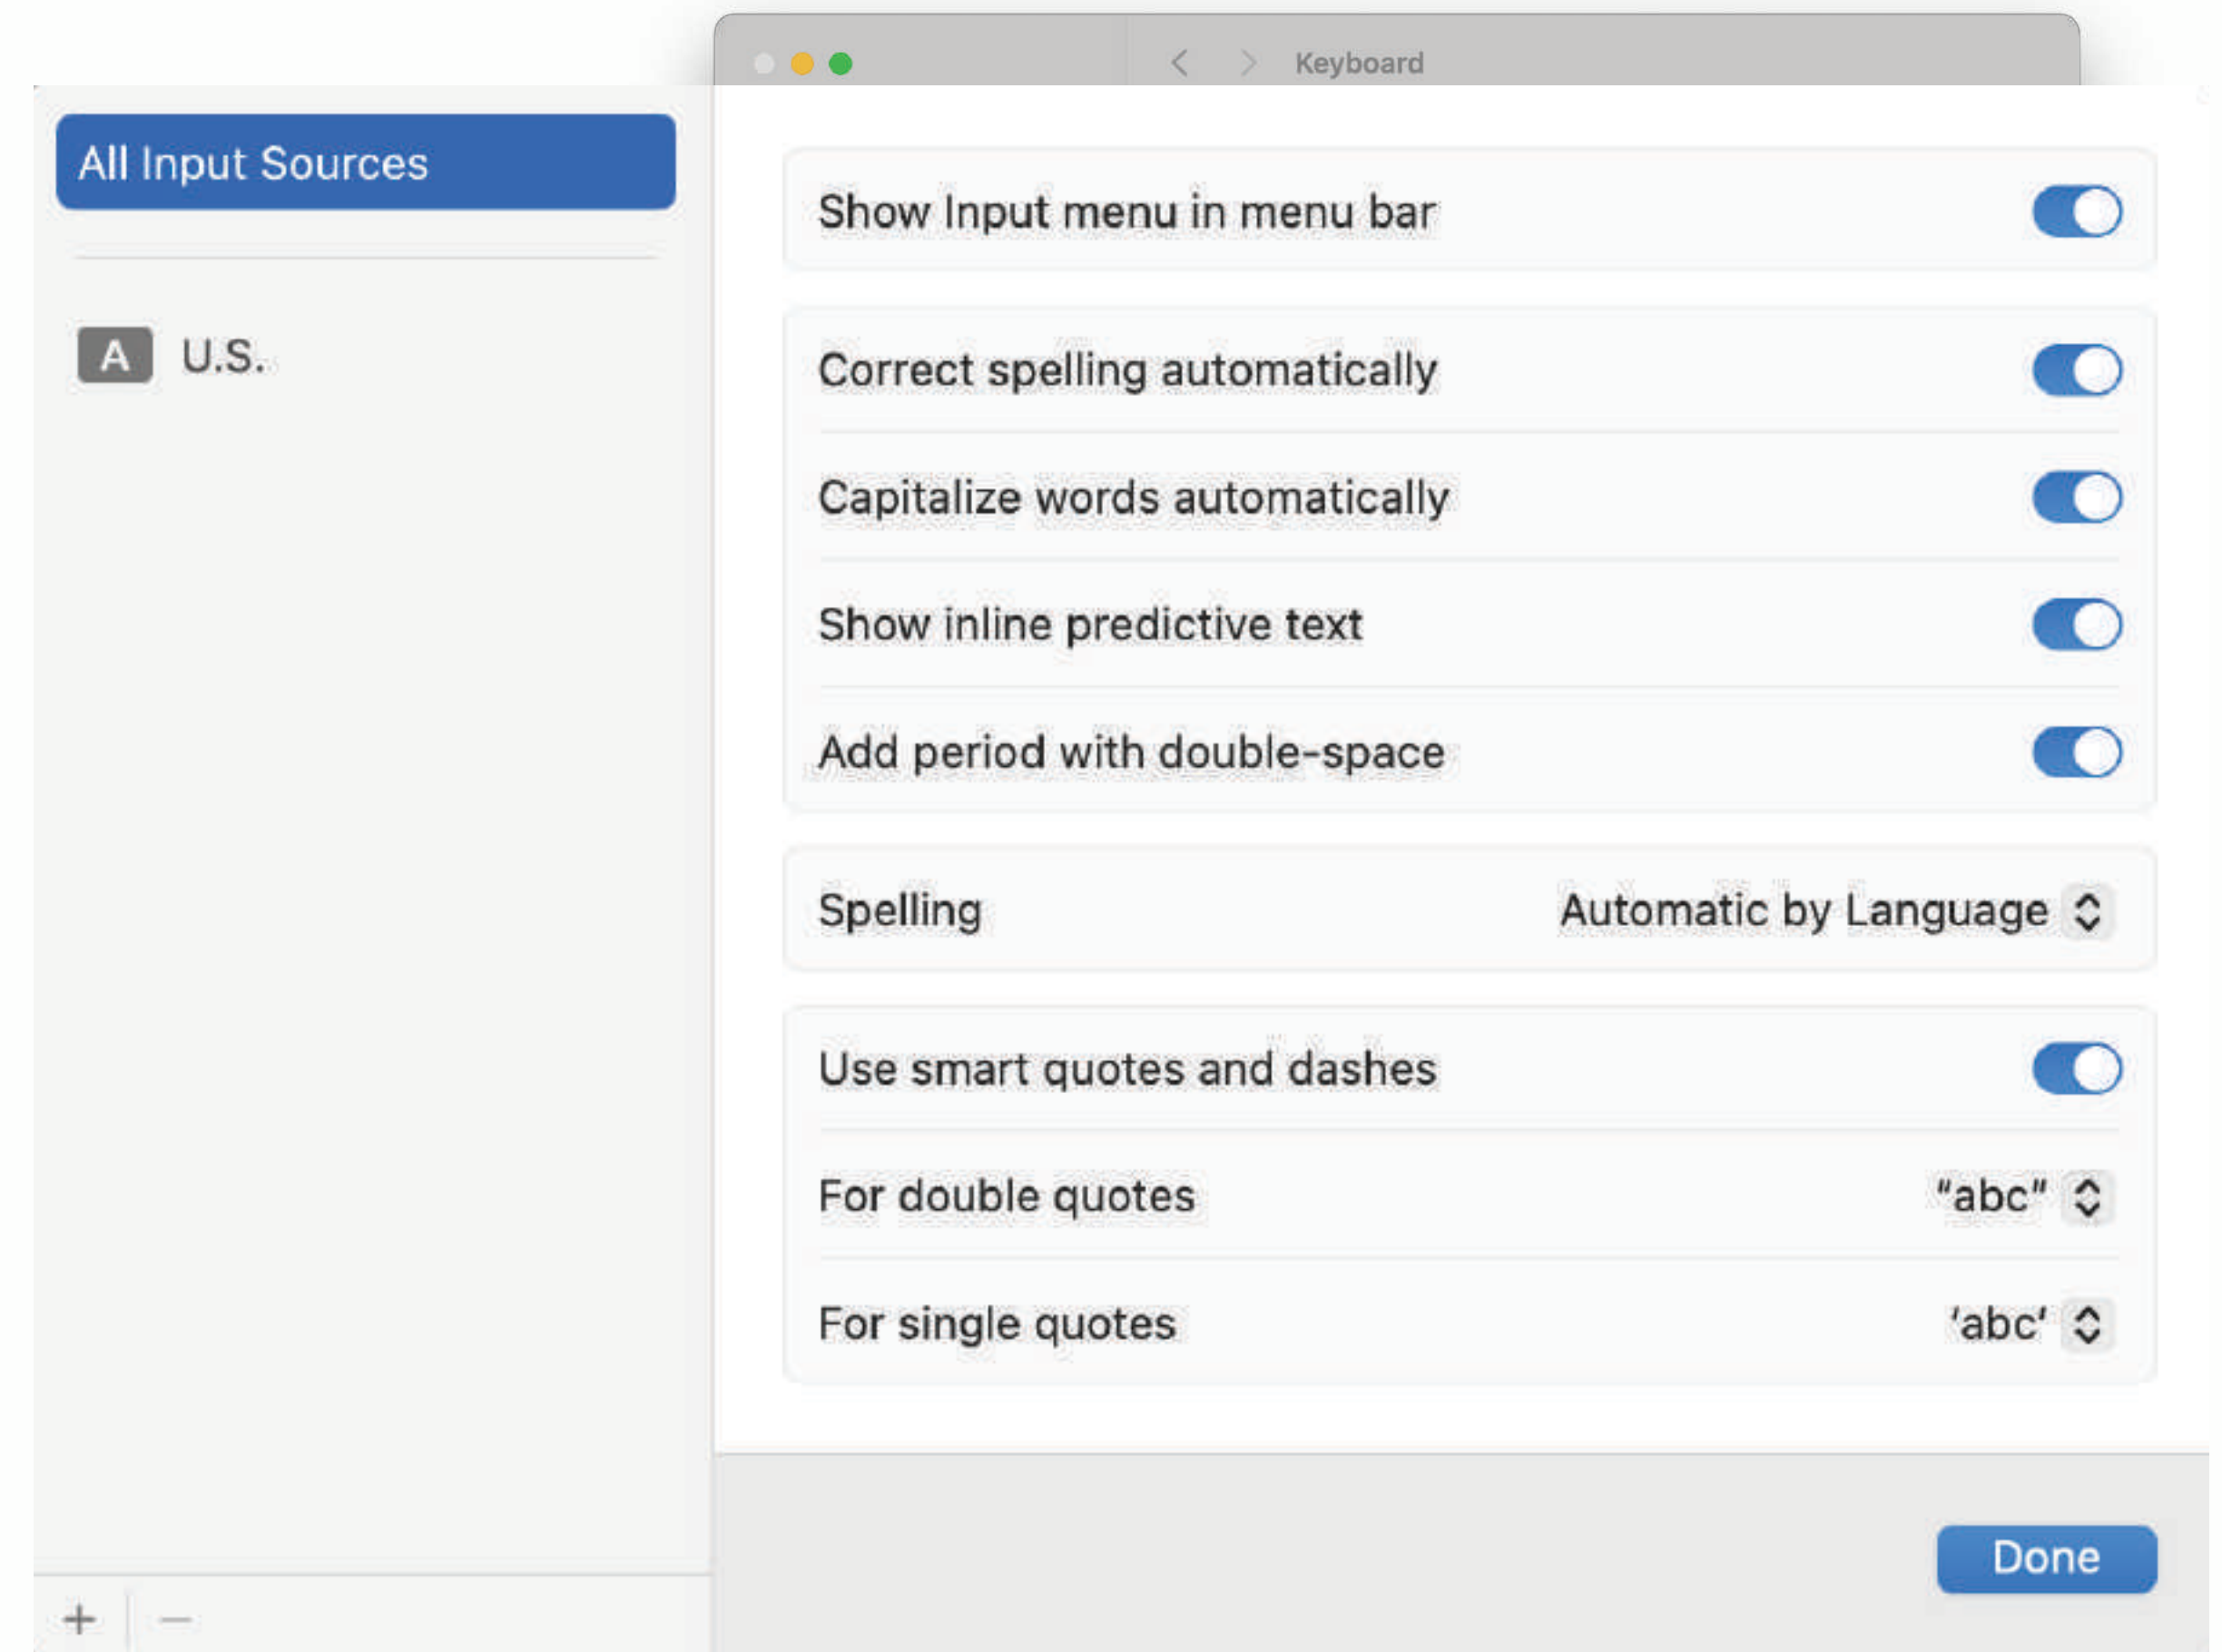 Keyboard
All Input Sources
A U.S.
Show Input menu in menu bar
Correct spelling automatically
Capitalize words automatically
Show inline predictive text
Add period with double-space
Spelling Automatic by Language
Use smart quotes and dashes
For double quotes “abc”
For single quotes ‘abc’
Done
+ −